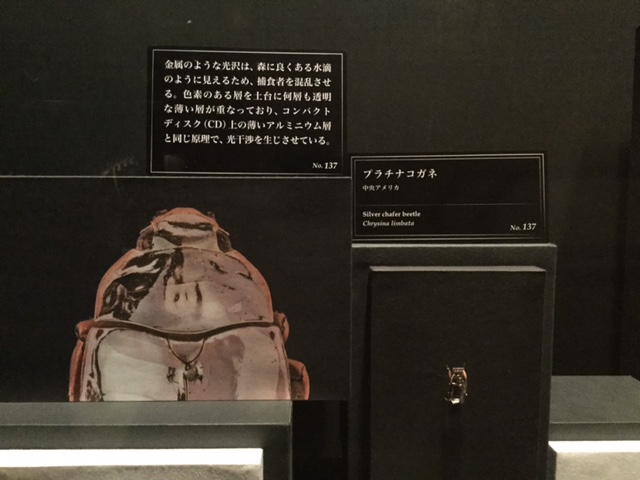 金属のような光沢は、森に良くある水滴
のように見えるため、捕食者を混乱させ
る。色素のある層を土台に何層も透明
な薄い層が重なっており、コンパクト
ディスク(CD)上の薄いアルミニウム層
と同じ原理で、光干渉を生じさせている。
No. 137
プラチナコガネ
中央アメリカ
Silver chafer beetle
Chrysina limbata
No. 137